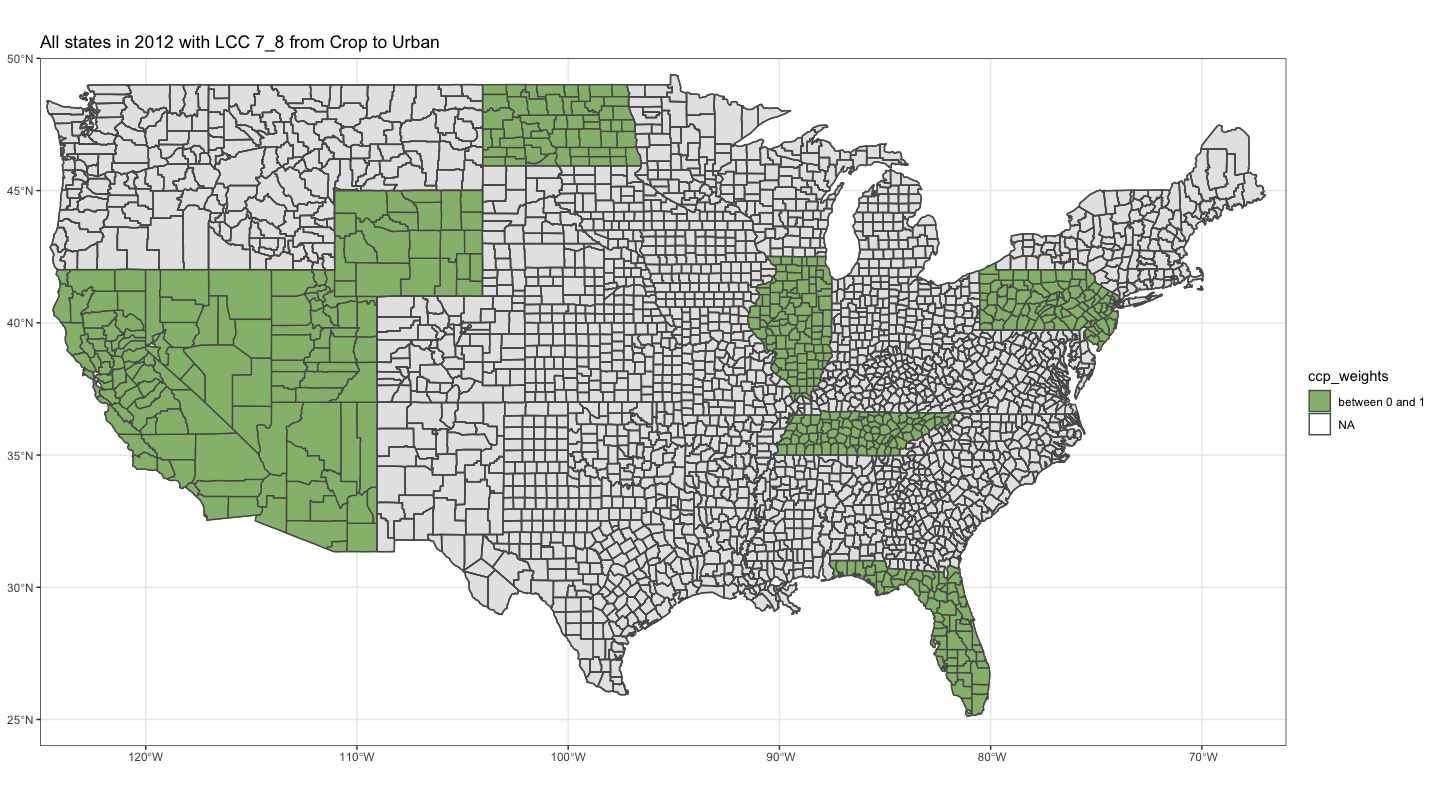 All states in 2012 with LCC 7_8 from Crop to Urban
50°N
45°N
40°N
35°N
30°N
25°N
120°W
110°W
100°W
90°W
80°W
70°W
ccp_weights
between 0 and 1
NA